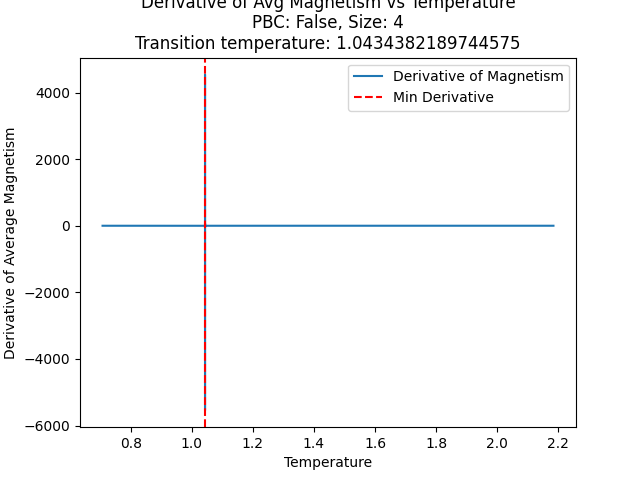 Derivative of Avg Magnetism vs Temperature
PBC: False, Size: 4
Transition temperature: 1.0434382189744575
Derivative of Magnetism
Min Derivative
Derivative of Average Magnetism
4000
2000
0
−2000
−4000
−6000
0.8 1.0 1.2 1.4 1.6 1.8 2.0 2.2
Temperature